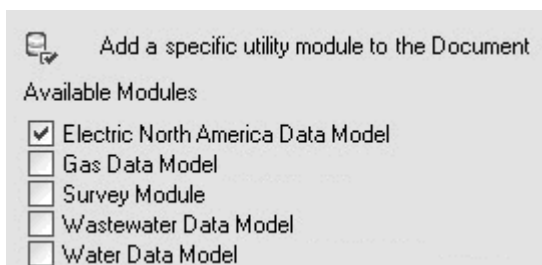 Add a specific utility module to the Document
Available Modules
Electric North America Data Model
Gas Data Model
Survey Module
Wastewater Data Model
Water Data Model